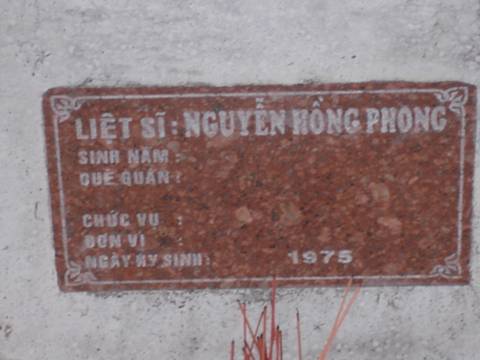 LIỆT SĨ : NGUYỄN HỒNG PHONG
SINH NĂM :
QUÊ QUÁN :
CHỨC VỤ :
ĐƠN VỊ :
NGÀY HY SINH : 1975